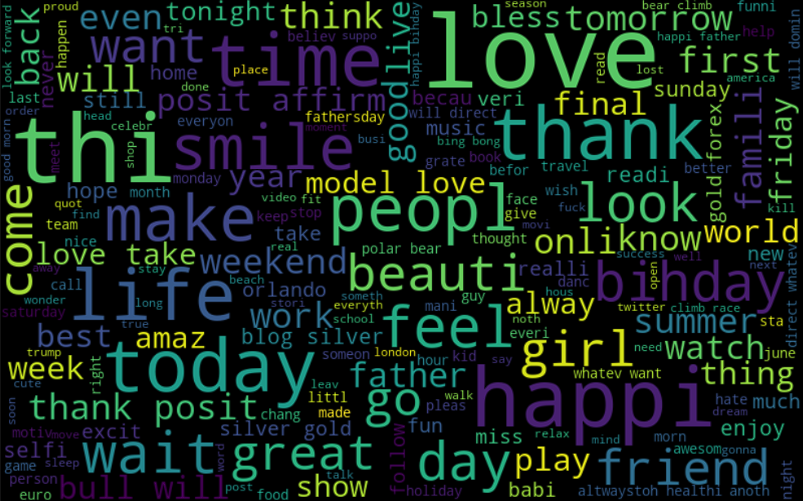 proud
season
bear climb
funni
look forward
back
even
tonight
think
live
happi bihday
bless
tomorrow
will domin
tri
happen
want
time
believ
suppo
love
happi father
help
never
home
place
read
lost
first
will
done
good
america
last
still
posit affirm
becau
veri
final
sunday
order
head
everyon
fathersday
will direct
forex
famili
friday
good morn
thi
celebr
moment
music
thank
shop
smile
busi
bing bong
meet
grate
book
befor
travel
readi
better
monday
year
model love
wish
gold
kill
come
quot
hope
month
video
fit
face
fuck
look
find
make
keep
stop
peopl
give
movi
team
take
thought
onli
know
world
nice
real
polar bear
success
well
new
love take
weekend
beauti
realli
open
bihday
next
away
call
life
stay
beach
orlando
danc
direct whatev
hous
wonder
long
stori
someth
guy
alway
twitter
climb race
saturday
everyth
mani
noth
summer
sta
true
work
school
feel
everi
best
amaz
blog silver
girl
need
watch
june
trump
today
someon
london
hour
kid
say
week
right
father
whatev want
thing
cute
leav
walk
happi
hate
much
soon
thank posit
chang
littl
made
go
pleas
dream
motiv
move
excit
silver gold
fun
miss
relax
mind
morn
enjoy
selfi
wait
word
great
follow
day
play
awesom
gonna
game
sleep
talk
friend
night
person
bull will
post
show
holiday
babi
altwaystoh
healthi
anoth
euro
food